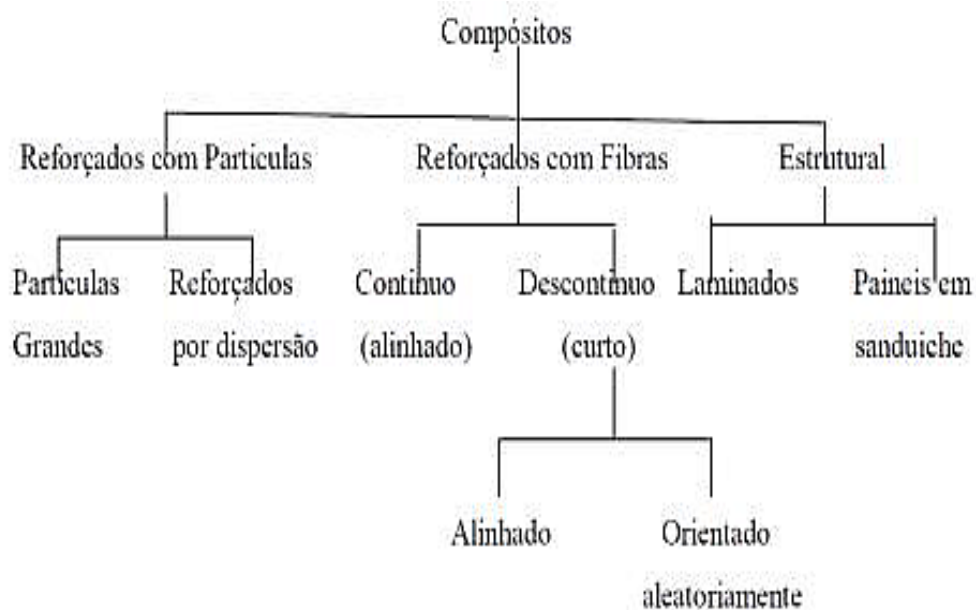 Compósitos
Reforçados com Particulas
Reforçados com Fibras
Estrutural
Particulas
Grandes
Reforçados
por dispersão
Continuo
(alinhado)
Descontinuo
(curto)
Laminados
Paineis em
sanduiche
Alinhado
Orientado
aleatoriamente